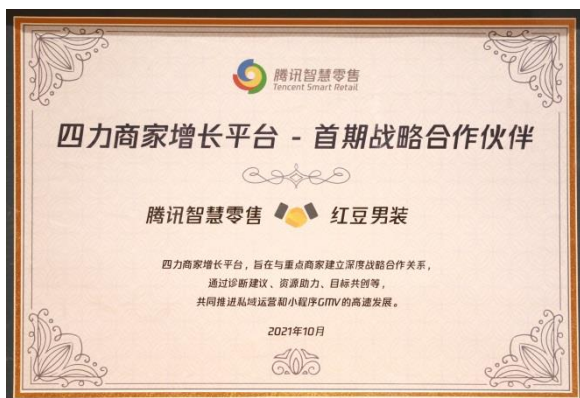 腾讯智慧零售
Tencent Smart Retail
四力商家增长平台 - 首期战略合作伙伴
腾讯智慧零售 红豆男装
四力商家增长平台，旨在与重点商家建立深度战略合作关系，
通过诊断建议、资源助力、目标共创等，
共同推进私域运营和小程序GMV的高速发展。
2021年10月